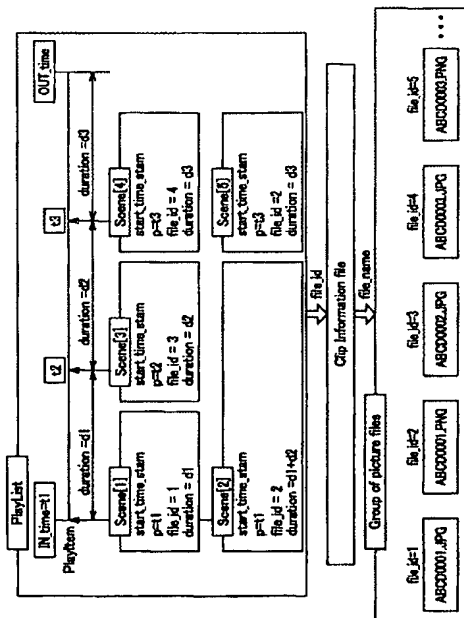 PlayList
IN_time=t1
t2
t3
OUT_time
PlayItem
duration =d1
duration =d2
duration =d3
Scene[1]
start_time_stam
p=t1
file_id = 1
duration = d1
Scene[3]
start_time_stam
p=t2
file_id = 3
duration = d2
Scene[4]
start_time_stam
p=t3
file_id = 4
duration = d3
Scene[2]
start_time_stam
p=t1
file_id = 2
duration =d1+d2
Scene[5]
start_time_stam
p=t3
file_id =2
duration = d3
file_id
Clip Information file
file_name
Group of picture files
file_id=1
ABCD0001.JPG
file_id=2
ABCD0001.PNG
file_id=3
ABCD0002.JPG
file_id=4
ABCD0003.JPG
file_id=5
ABCD0003.PNG
...